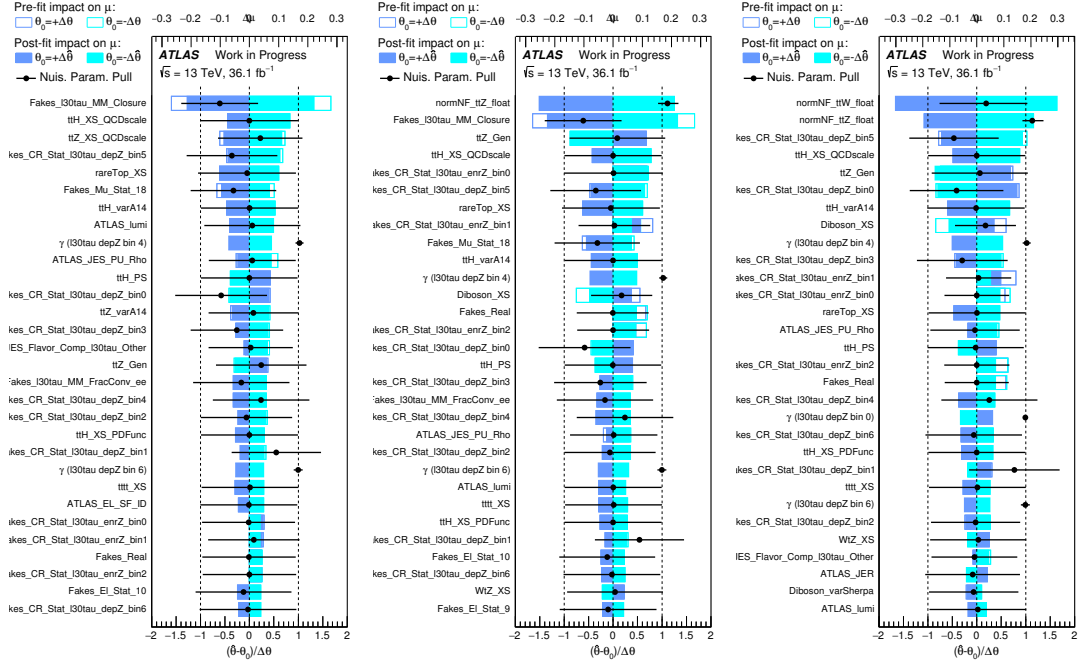 Pre-fit impact on μ:
θ₀=+Δθ θ₀=-Δθ
Post-fit impact on μ:
θ₀=+Δθ̂ θ₀=-Δθ̂
Nuis. Param. Pull
-0.3 -0.2 -0.1 0 0.1 0.2 0.3
ATLAS Work in Progress
√s = 13 TeV, 36.1 fb⁻¹
Fakes_l30tau_MM_Closure
ttH_XS_QCDscale
ttZ_XS_QCDscale
akes_CR_Stat_l30tau_depZ_bin5
rareTop_XS
Fakes_Mu_Stat_18
ttH_varA14
ATLAS_lumi
γ (l30tau depZ bin 4)
ATLAS_JES_PU_Rho
ttH_PS
akes_CR_Stat_l30tau_depZ_bin0
ttZ_varA14
akes_CR_Stat_l30tau_depZ_bin3
JES_Flavor_Comp_l30tau_Other
ttZ_Gen
Fakes_l30tau_MM_FracConv_ee
akes_CR_Stat_l30tau_depZ_bin4
akes_CR_Stat_l30tau_depZ_bin2
ttH_XS_PDFunc
akes_CR_Stat_l30tau_depZ_bin1
γ (l30tau depZ bin 6)
tttt_XS
ATLAS_EL_SF_ID
akes_CR_Stat_l30tau_enrZ_bin0
akes_CR_Stat_l30tau_enrZ_bin1
Fakes_Real
akes_CR_Stat_l30tau_enrZ_bin2
Fakes_El_Stat_10
akes_CR_Stat_l30tau_depZ_bin6
-2 -1.5 -1 -0.5 0 0.5 1 1.5 2
(θ̂-θ₀)/Δθ
Pre-fit impact on μ:
θ₀=+Δθ θ₀=-Δθ
Post-fit impact on μ:
θ₀=+Δθ̂ θ₀=-Δθ̂
Nuis. Param. Pull
-0.3 -0.2 -0.1 0 0.1 0.2 0.3
ATLAS Work in Progress
√s = 13 TeV, 36.1 fb⁻¹
normNF_ttZ_float
Fakes_l30tau_MM_Closure
ttZ_Gen
ttH_XS_QCDscale
akes_CR_Stat_l30tau_enrZ_bin0
akes_CR_Stat_l30tau_depZ_bin5
rareTop_XS
akes_CR_Stat_l30tau_enrZ_bin1
Fakes_Mu_Stat_18
ttH_varA14
γ (l30tau depZ bin 4)
Diboson_XS
Fakes_Real
akes_CR_Stat_l30tau_enrZ_bin2
akes_CR_Stat_l30tau_depZ_bin0
ttH_PS
akes_CR_Stat_l30tau_depZ_bin3
Fakes_l30tau_MM_FracConv_ee
akes_CR_Stat_l30tau_depZ_bin4
ATLAS_JES_PU_Rho
akes_CR_Stat_l30tau_depZ_bin2
γ (l30tau depZ bin 6)
ATLAS_lumi
tttt_XS
ttH_XS_PDFunc
akes_CR_Stat_l30tau_depZ_bin1
Fakes_El_Stat_10
akes_CR_Stat_l30tau_depZ_bin6
WtZ_XS
Fakes_El_Stat_9
-2 -1.5 -1 -0.5 0 0.5 1 1.5 2
(θ̂-θ₀)/Δθ
Pre-fit impact on μ:
θ₀=+Δθ θ₀=-Δθ
Post-fit impact on μ:
θ₀=+Δθ̂ θ₀=-Δθ̂
Nuis. Param. Pull
-0.3 -0.2 -0.1 0 0.1 0.2 0.3
ATLAS Work in Progress
√s = 13 TeV, 36.1 fb⁻¹
normNF_ttW_float
normNF_ttZ_float
akes_CR_Stat_l30tau_depZ_bin5
ttH_XS_QCDscale
ttZ_Gen
akes_CR_Stat_l30tau_depZ_bin0
ttH_varA14
Diboson_XS
γ (l30tau depZ bin 4)
akes_CR_Stat_l30tau_depZ_bin3
akes_CR_Stat_l30tau_enrZ_bin1
akes_CR_Stat_l30tau_enrZ_bin0
rareTop_XS
ATLAS_JES_PU_Rho
ttH_PS
akes_CR_Stat_l30tau_enrZ_bin2
Fakes_Real
akes_CR_Stat_l30tau_depZ_bin4
γ (l30tau depZ bin 0)
akes_CR_Stat_l30tau_depZ_bin6
ttH_XS_PDFunc
akes_CR_Stat_l30tau_depZ_bin1
tttt_XS
γ (l30tau depZ bin 6)
akes_CR_Stat_l30tau_depZ_bin2
WtZ_XS
JES_Flavor_Comp_l30tau_Other
ATLAS_JER
Diboson_varSherpa
ATLAS_lumi
-2 -1.5 -1 -0.5 0 0.5 1 1.5 2
(θ̂-θ₀)/Δθ